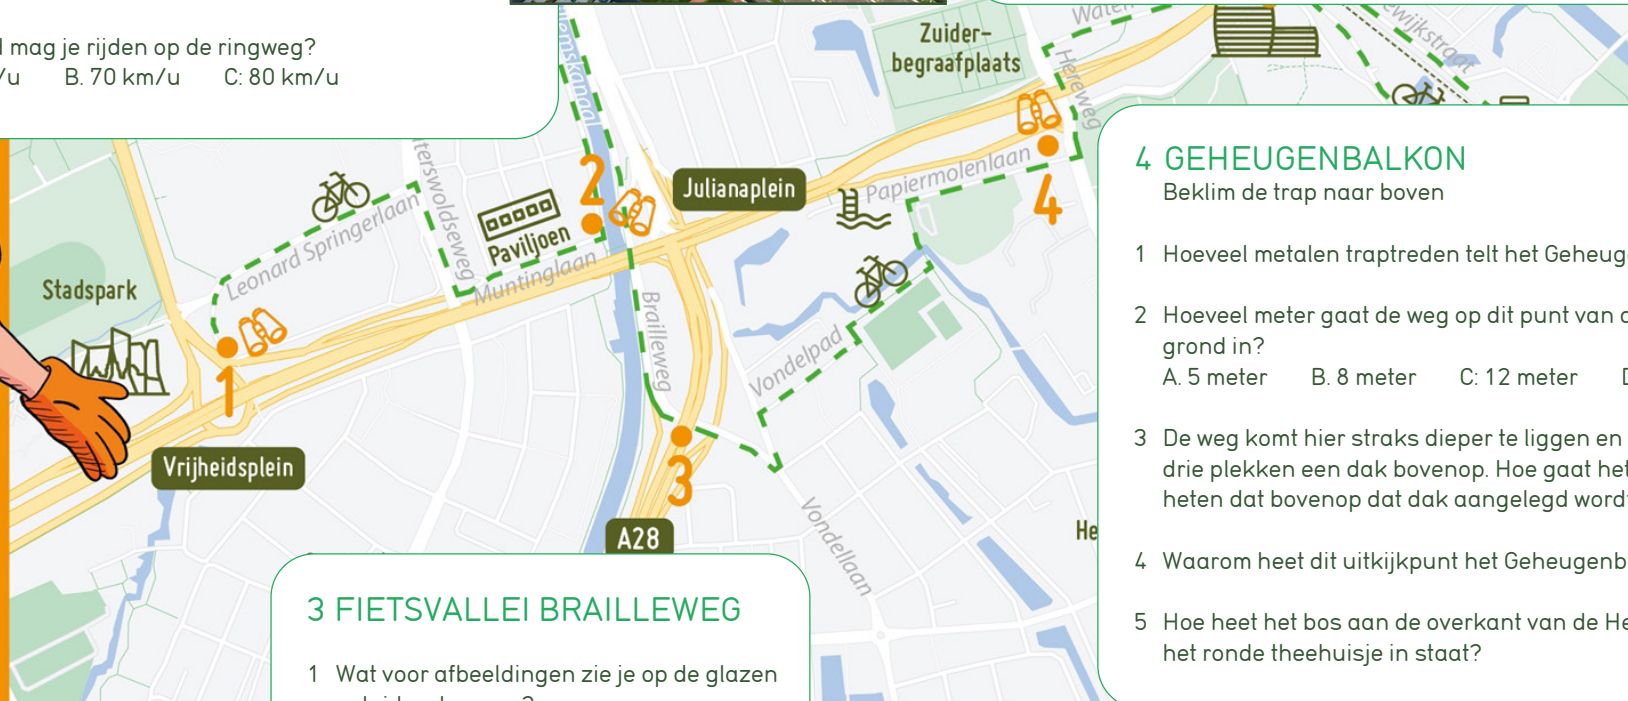 mag je rijden op de ringweg?
/u B. 70 km/u C: 80 km/u
Zuider-
begraafplaats
Hereweg
ewijkstraat
emskanaal
2
Julianaplein
Papiermolenlaan
4
terswoldseweg
Leonard Springerlaan
Paviljoen
Muntinglaan
Stadspark
1
Brailleweg
Vondelpad
3
Vrijheidsplein
A28
Vondellaan
He
3 FIETSVALLEI BRAILLEWEG
1 Wat voor afbeeldingen zie je op de glazen
4 GEHEUGENBALKON
Beklim de trap naar boven
1 Hoeveel metalen traptreden telt het Geheug
2 Hoeveel meter gaat de weg op dit punt van
grond in?
A. 5 meter B. 8 meter C: 12 meter
3 De weg komt hier straks dieper te liggen en
drie plekken een dak bovenop. Hoe gaat het
heten dat bovenop dat dak aangelegd word
4 Waarom heet dit uitkijkpunt het Geheugenb
5 Hoe heet het bos aan de overkant van de He
het ronde theehuisje in staat?